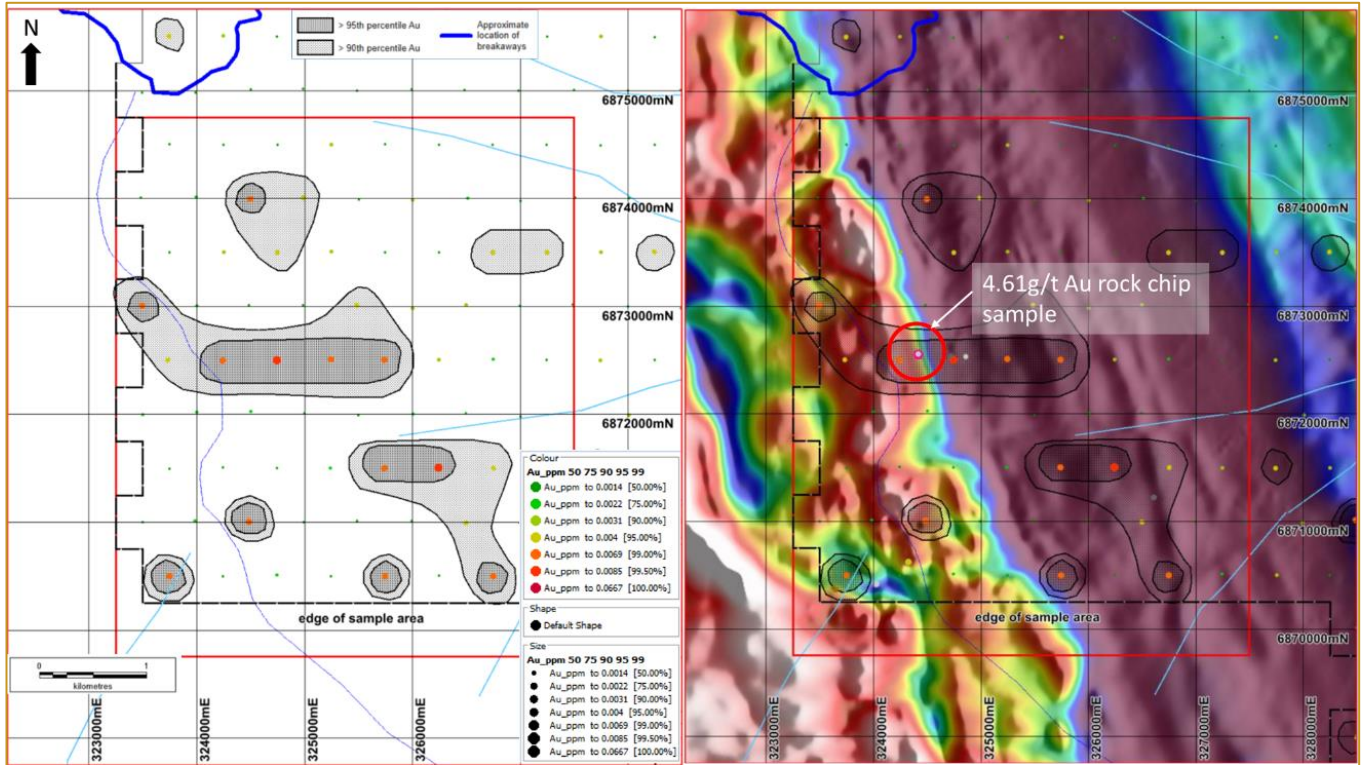 N
> 95th percentile Au
> 90th percentile Au
Approximate
location of
breakaways
6875000mN
6874000mN
6873000mN
6872000mN
edge of sample area
0 1
kilometres
323000mE
324000mE
325000mE
326000mE
Colour
Au_ppm 50 75 90 95 99
Au_ppm to 0.0014 [50.00%]
Au_ppm to 0.0022 [75.00%]
Au_ppm to 0.0031 [90.00%]
Au_ppm to 0.004 [95.00%]
Au_ppm to 0.0069 [99.00%]
Au_ppm to 0.0085 [99.50%]
Au_ppm to 0.0667 [100.00%]
Shape
Default Shape
Size
Au_ppm 50 75 90 95 99
Au_ppm to 0.0014 [50.00%]
Au_ppm to 0.0022 [75.00%]
Au_ppm to 0.0031 [90.00%]
Au_ppm to 0.004 [95.00%]
Au_ppm to 0.0069 [99.00%]
Au_ppm to 0.0085 [99.50%]
Au_ppm to 0.0667 [100.00%]
6875000mN
6874000mN
4.61g/t Au rock chip
sample
6873000mN
6872000mN
6871000mN
edge of sample area
6870000mN
323000mE
324000mE
325000mE
326000mE
327000mE
328000mE